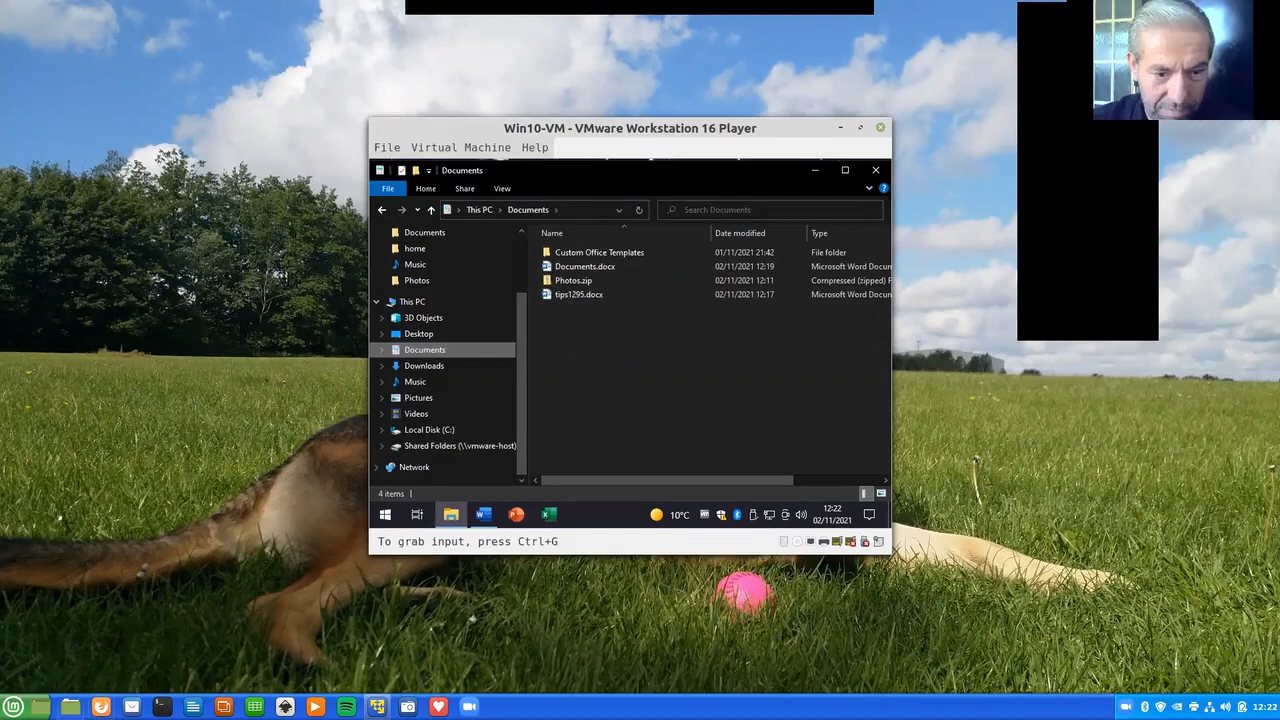 Win10-VM - VMware Workstation 16 Player
File Virtual Machine Help
Documents
File Home Share View
This PC Documents
Search Documents
Name Date modified Type
Documents
home
Music
Photos
This PC
3D Objects
Desktop
Documents
Downloads
Music
Pictures
Videos
Local Disk (C:)
Shared Folders (\\vmware-host)
Network
Custom Office Templates 01/11/2021 21:42 File folder
Documents.docx 02/11/2021 12:19 Microsoft Word Docun
Photos.zip 02/11/2021 12:11 Compressed (zipped) F
tips1295.docx 02/11/2021 12:17 Microsoft Word Docun
4 items
10°C
12:22
02/11/2021
To grab input, press Ctrl+G
12:22